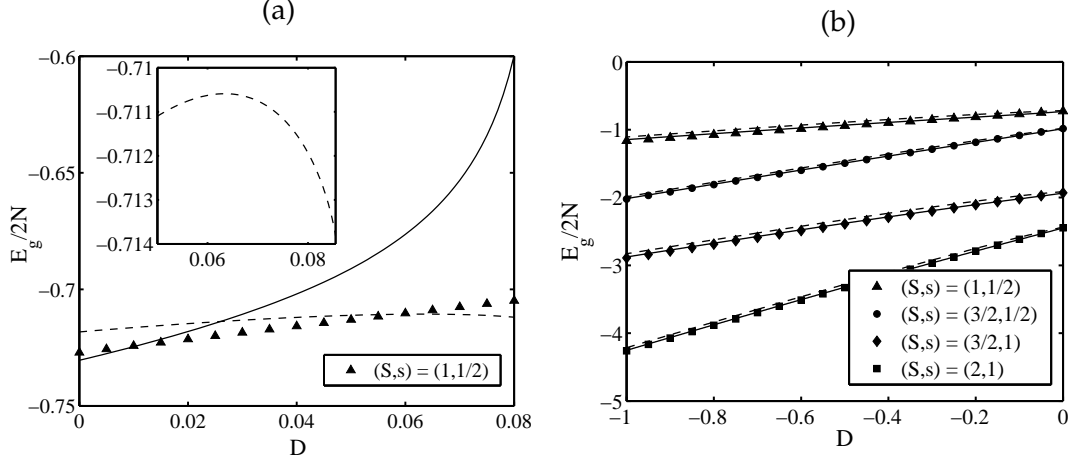 (a)
−0.6
−0.65
−0.7
−0.75
E_g/2N
0
0.02
0.04
0.06
0.08
D
−0.71
−0.711
−0.712
−0.713
−0.714
0.06
0.08
(S,s) = (1,1/2)
(b)
0
−1
−2
−3
−4
−5
E_g/2N
−1
−0.8
−0.6
−0.4
−0.2
0
D
(S,s) = (1,1/2)
(S,s) = (3/2,1/2)
(S,s) = (3/2,1)
(S,s) = (2,1)